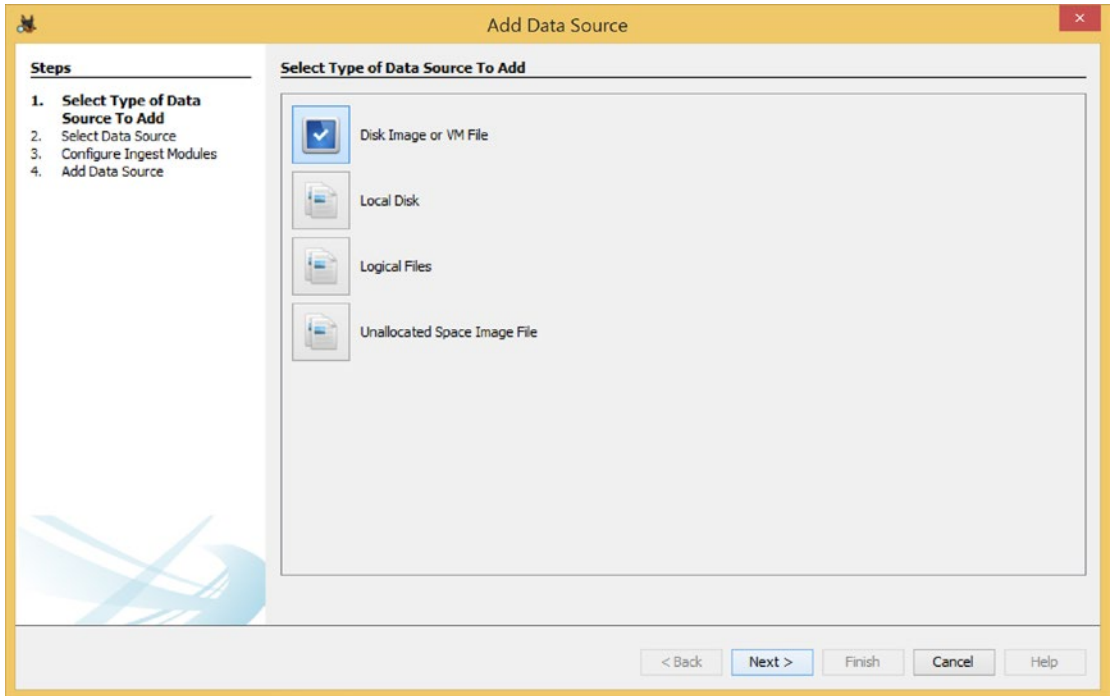 Add Data Source
Steps
1. Select Type of Data
Source To Add
2. Select Data Source
3. Configure Ingest Modules
4. Add Data Source
Select Type of Data Source To Add
Disk Image or VM File
Local Disk
Logical Files
Unallocated Space Image File
< Back Next > Finish Cancel Help